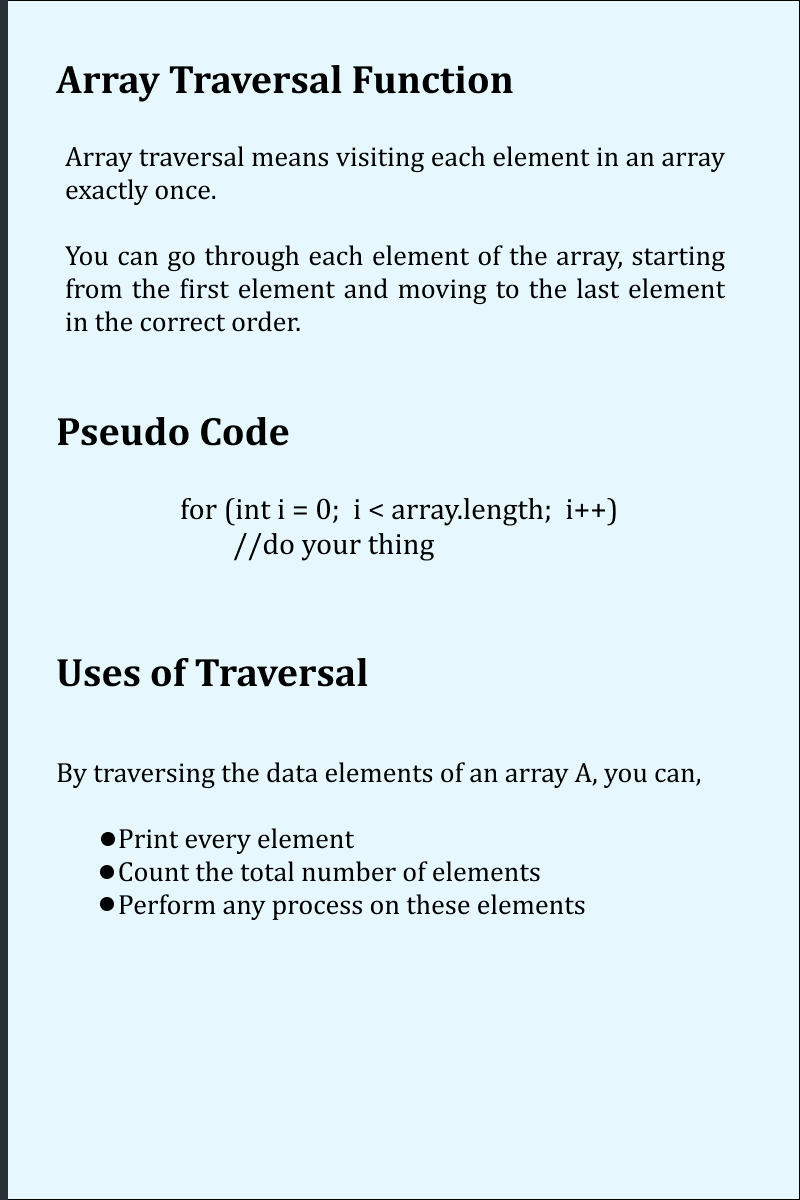 Array Traversal Function
Array traversal means visiting each element in an array
exactly once.
You can go through each element of the array, starting
from the first element and moving to the last element
in the correct order.
Pseudo Code
for (int i = 0;  i < array.length;  i++)
//do your thing
Uses of Traversal
By traversing the data elements of an array A, you can,
●Print every element
●Count the total number of elements
●Perform any process on these elements